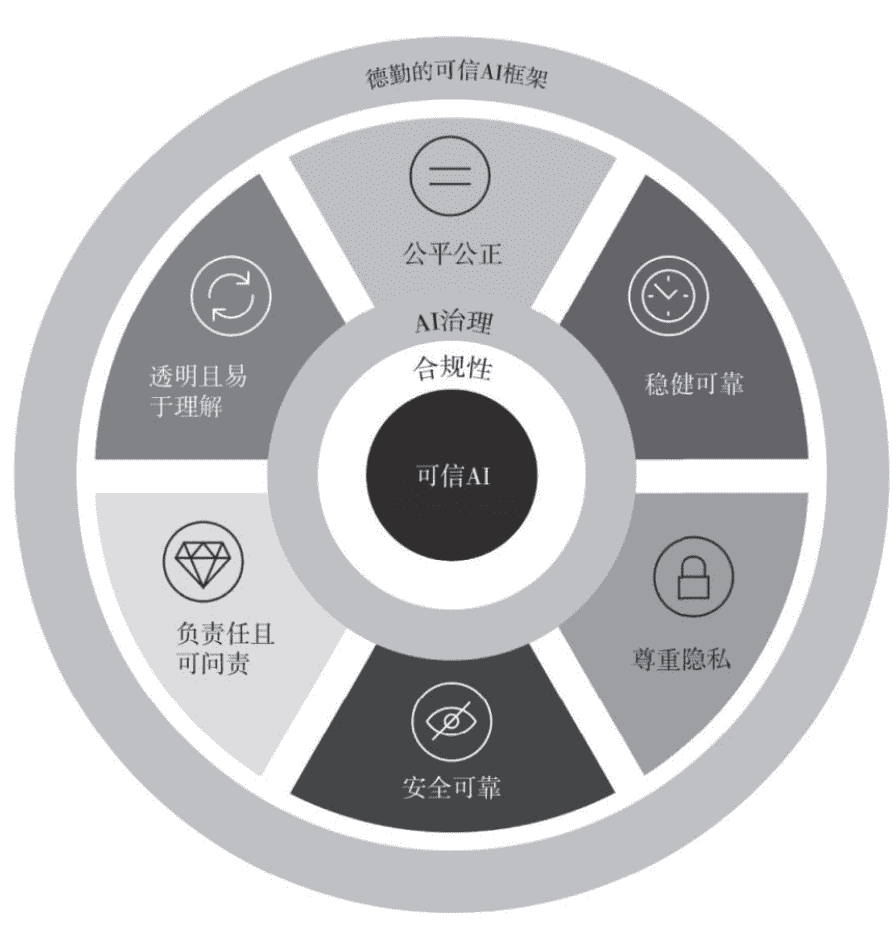 德勤的可信AI框架
公平公正
稳健可靠
尊重隐私
安全可靠
负责任且
可问责
透明且易
于理解
AI治理
合规性
可信AI